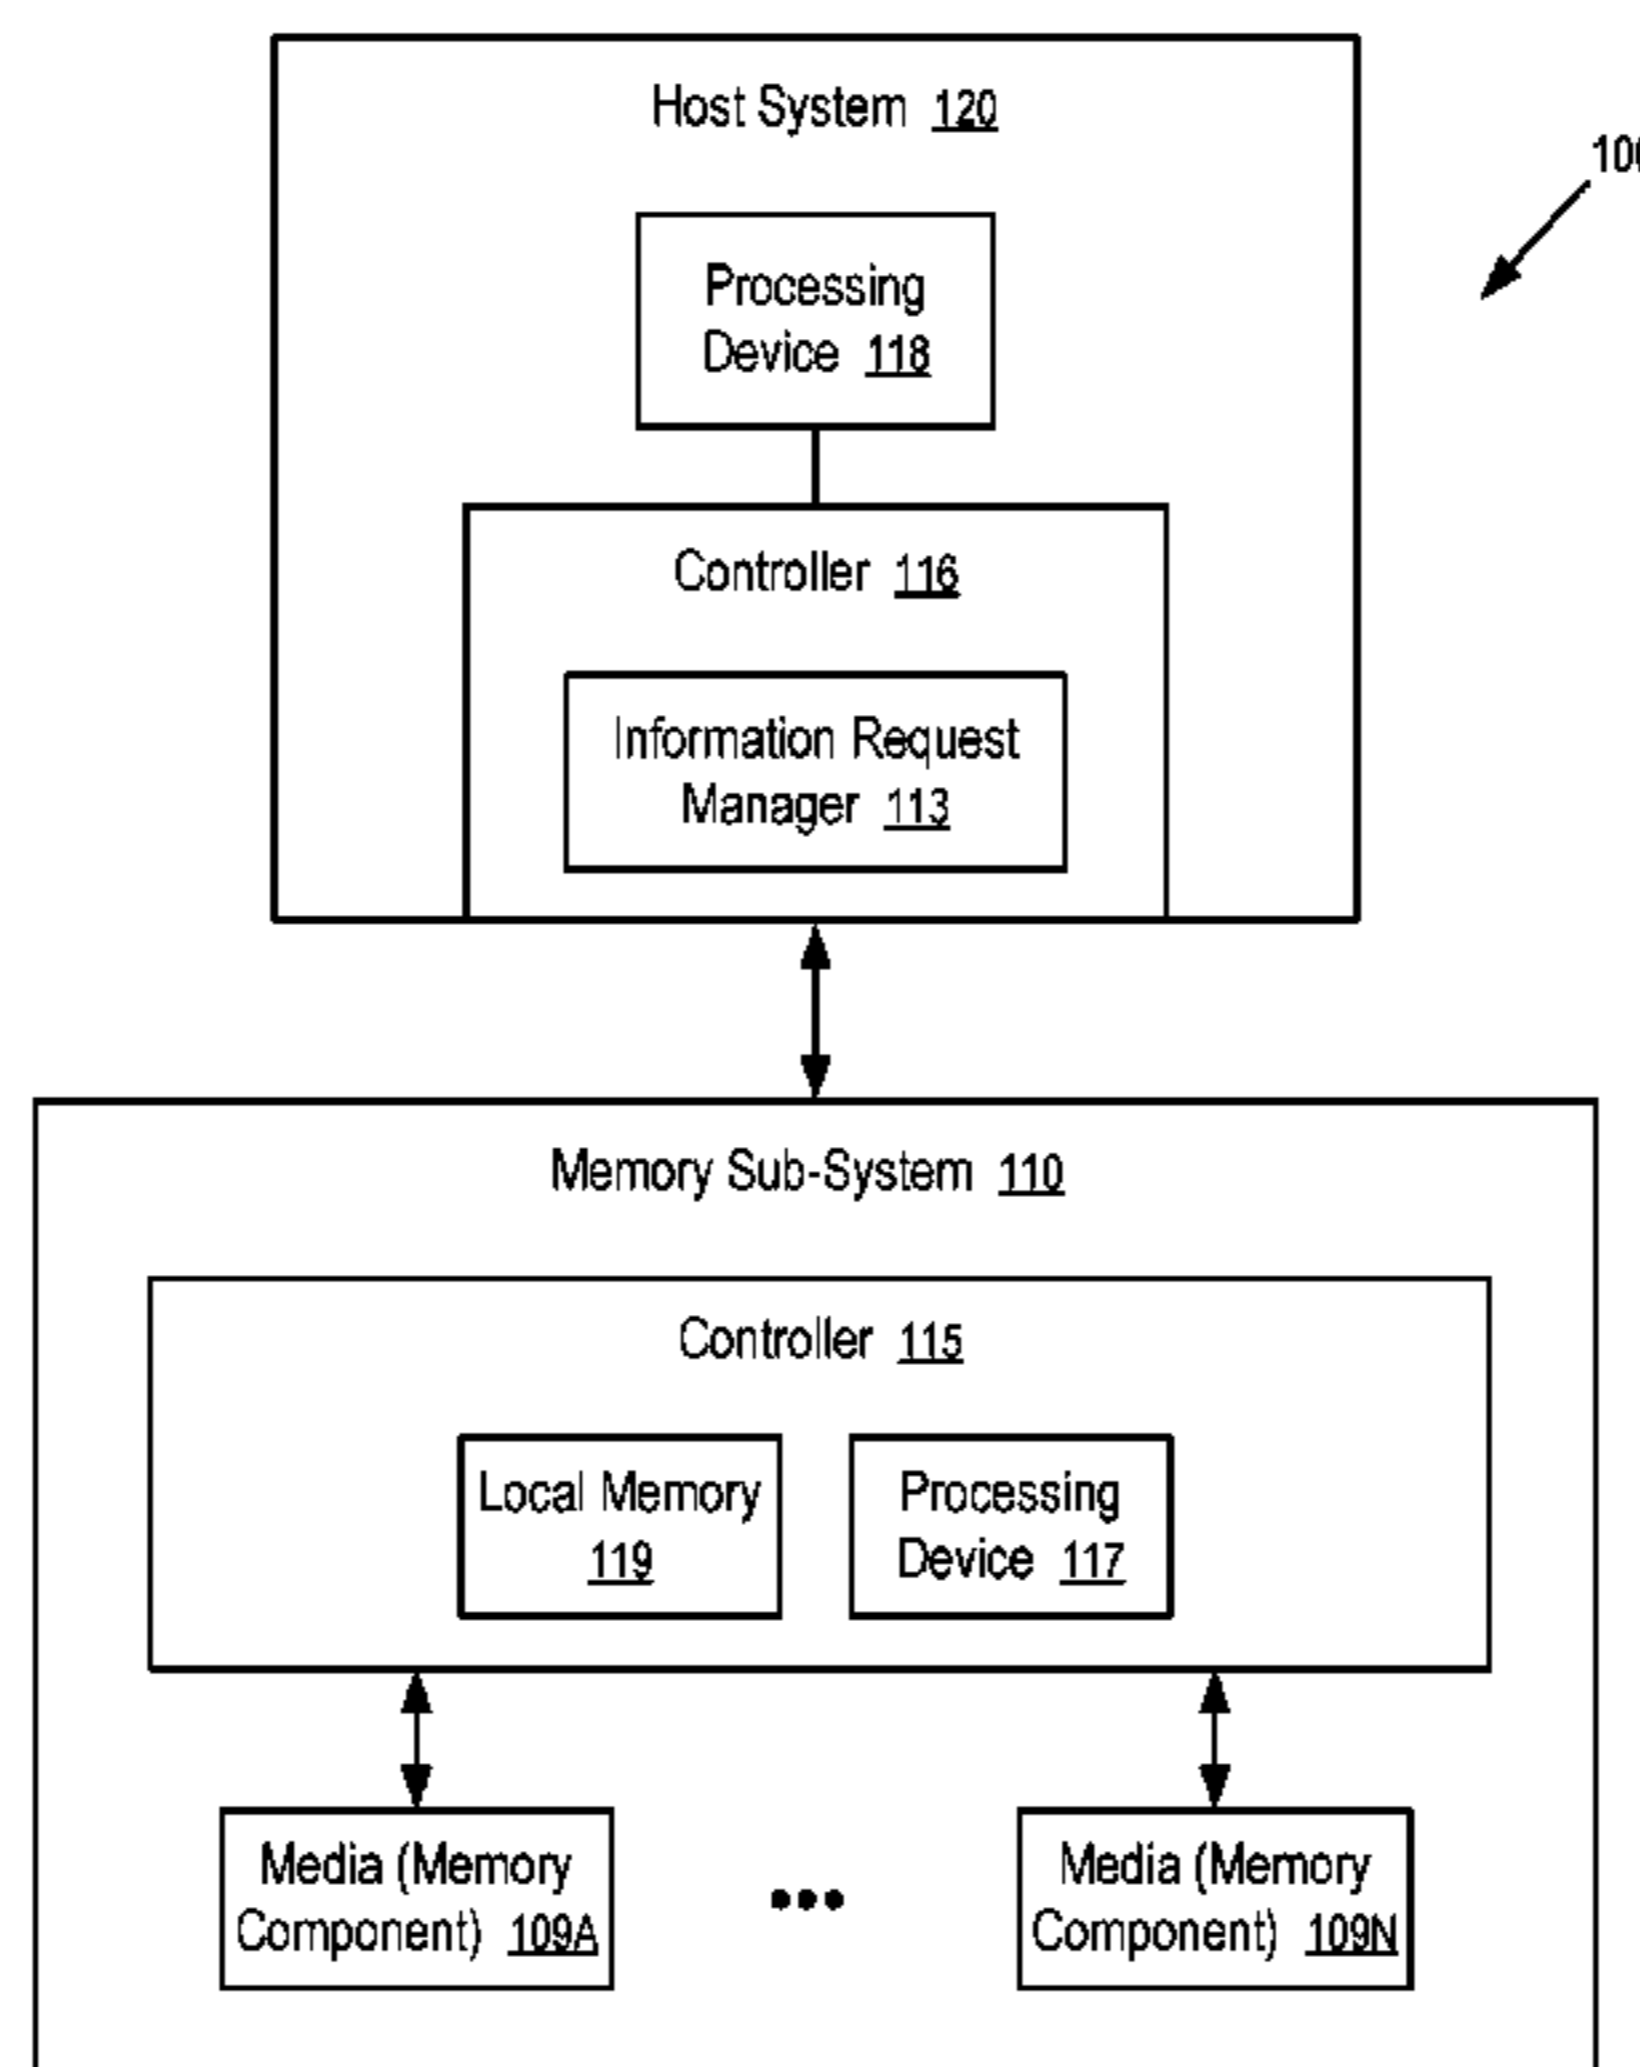 Host System 120
100
Processing
Device 118
Controller 116
Information Request
Manager 113
Memory Sub-System 110
Controller 115
Local Memory
119
Processing
Device 117
Media (Memory
Component) 109A
Media (Memory
Component) 109N